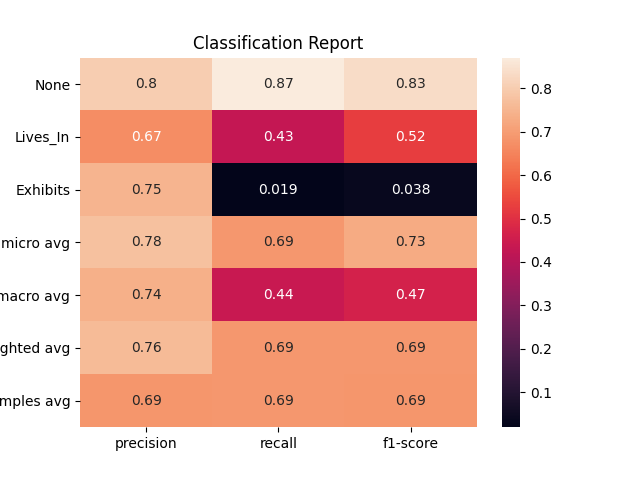 Classification Report
None 0.8 0.87 0.83 0.8
Lives_In 0.67 0.43 0.52 0.7
Exhibits 0.75 0.019 0.038 0.6
micro avg 0.78 0.69 0.73 0.5
macro avg 0.74 0.44 0.47 0.4
ghted avg 0.76 0.69 0.69 0.3
mples avg 0.69 0.69 0.69 0.2
0.1
precision recall f1-score